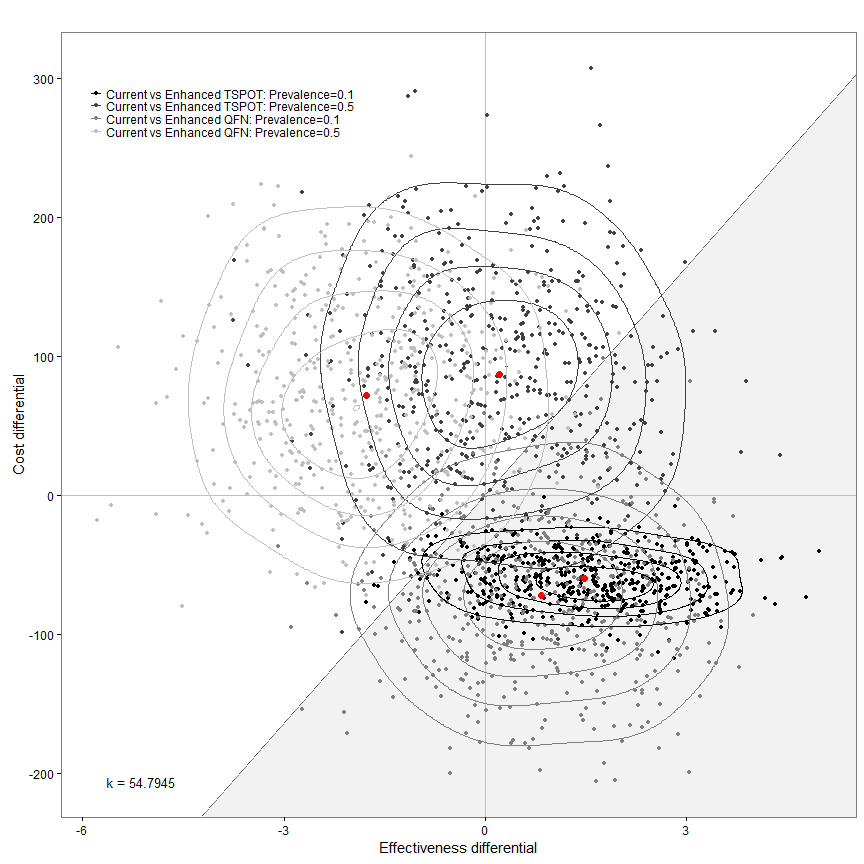 300
200
100
0
-100
-200
Cost differential
Current vs Enhanced TSPOT: Prevalence=0.1
Current vs Enhanced TSPOT: Prevalence=0.5
Current vs Enhanced QFN: Prevalence=0.1
Current vs Enhanced QFN: Prevalence=0.5
k = 54.7945
-6
-3
0
3
Effectiveness differential